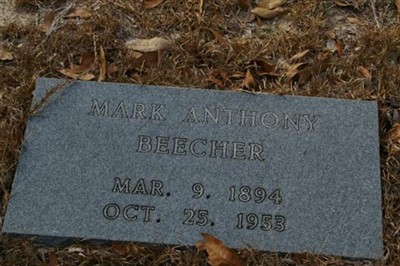 MARK ANTHONY
BEECHER
MAR. 9. 1894
OCT. 25. 1953